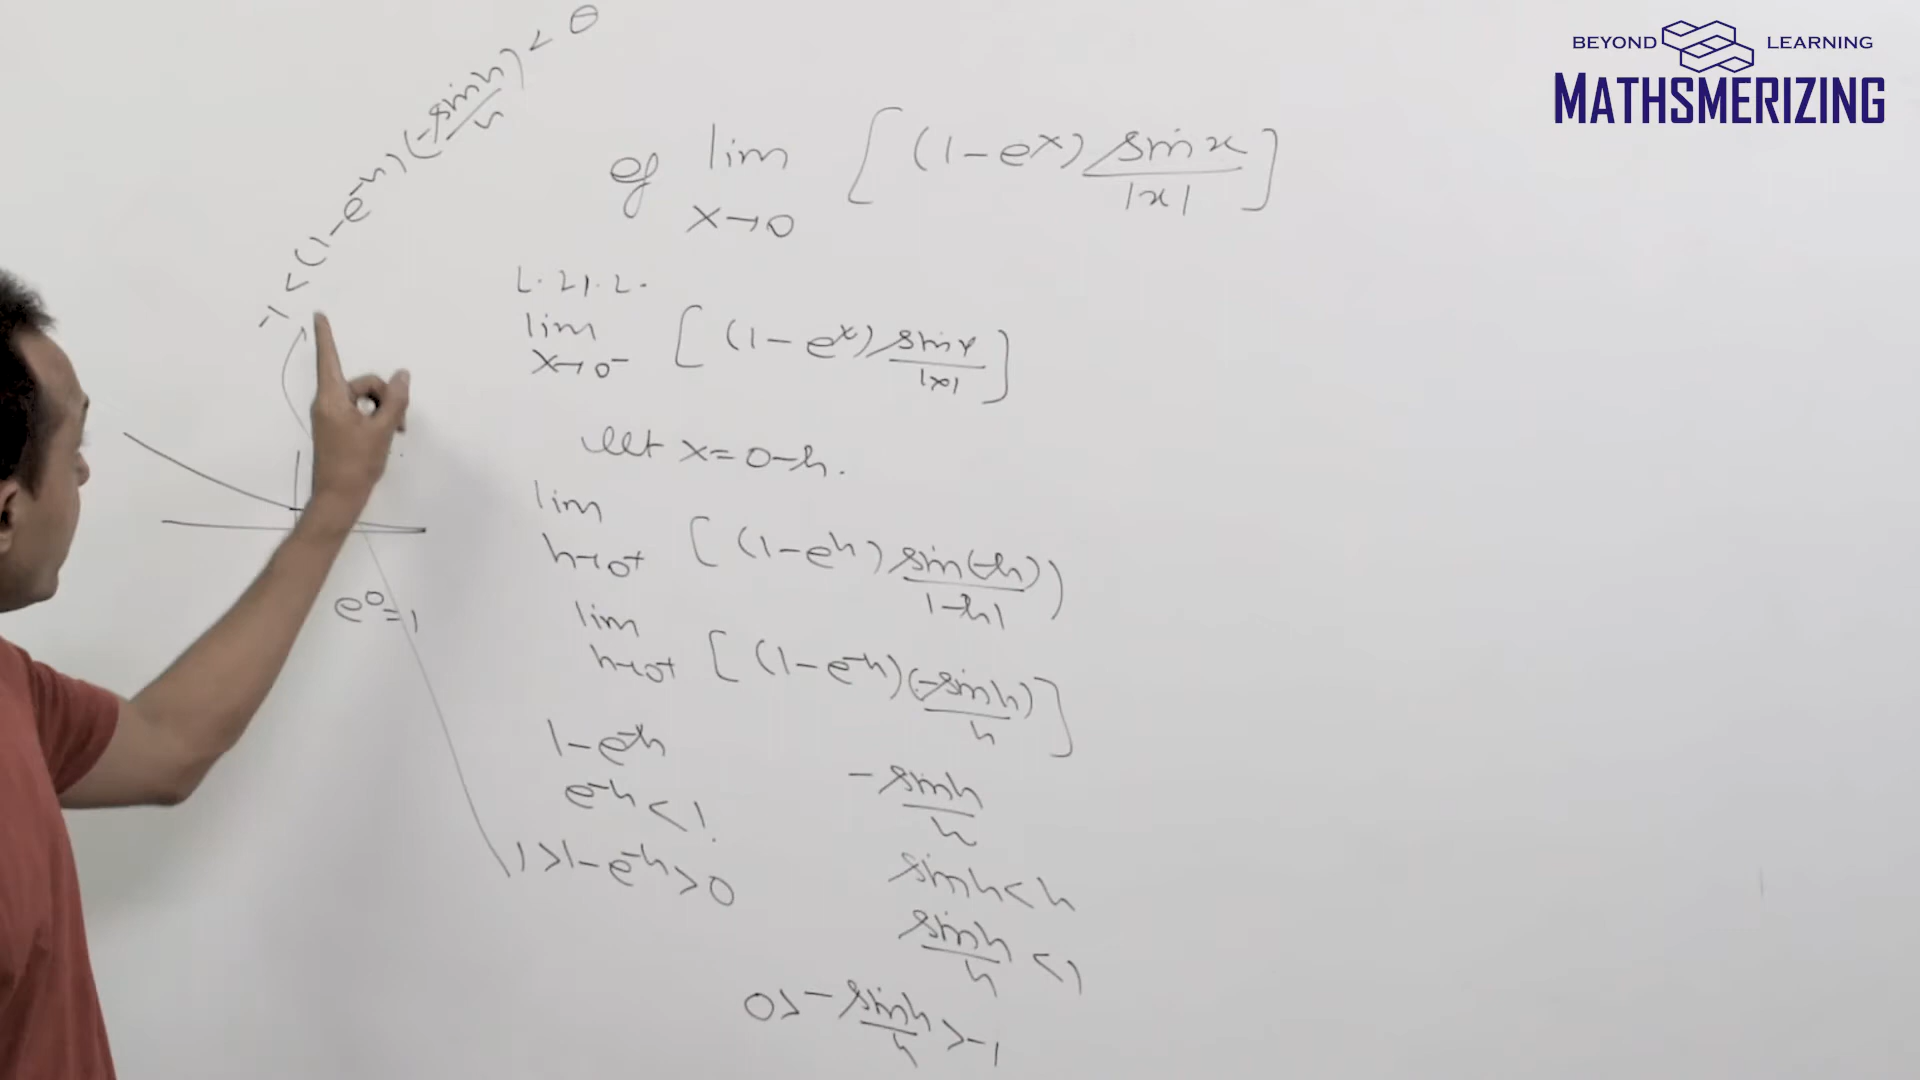 BEYOND LEARNING
MATHSMERIZING
-1 < (1-e^-h) (-sinh/h) < 0
eg lim x→0 [(1-e^x) sinx/|x|]
L.H.L.
lim x→0^- [(1-e^x) sinx/|x|]
let x=0-h.
lim h→0^+ [(1-e^h) sin(-h)/|-h|)
lim h→0^+ [(1-e^-h) (-sinh)/h]
1-e^-h
e^-h < 1.
1>1-e^-h>0
e^0=1
-sinh/h
sinh<h
sinh/h <1
0>-sinh/h >-1